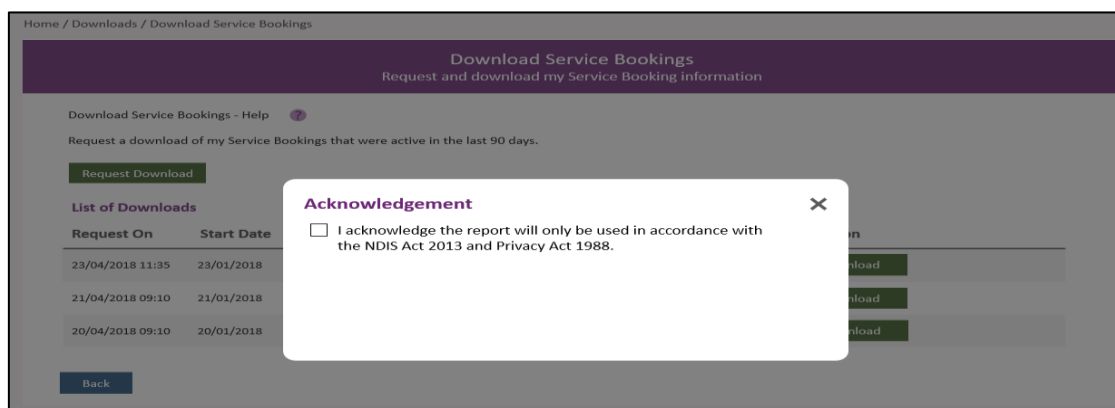 Home / Downloads / Download Service Bookings
Download Service Bookings
Request and download my Service Booking information
Download Service Bookings - Help ?
Request a download of my Service Bookings that were active in the last 90 days.
Request Download
List of Downloads
Request On Start Date
23/04/2018 11:35 23/01/2018
21/04/2018 09:10 21/01/2018
20/04/2018 09:10 20/01/2018
Back
Acknowledgement
I acknowledge the report will only be used in accordance with
the NDIS Act 2013 and Privacy Act 1988.